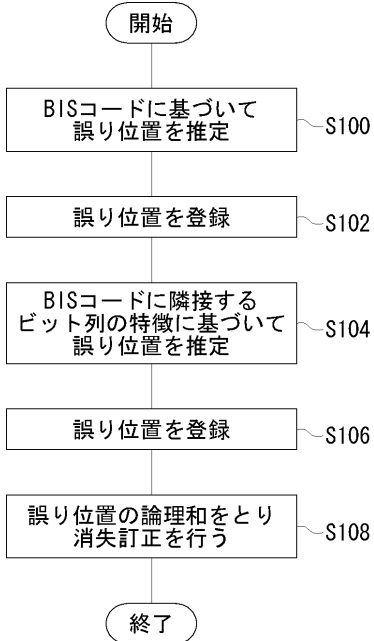 開始
BISコードに基づいて
誤り位置を推定
S100
誤り位置を登録
S102
BISコードに隣接する
ビット列の特徴に基づいて
誤り位置を推定
S104
誤り位置を登録
S106
誤り位置の論理和をとり
消失訂正を行う
S108
終了